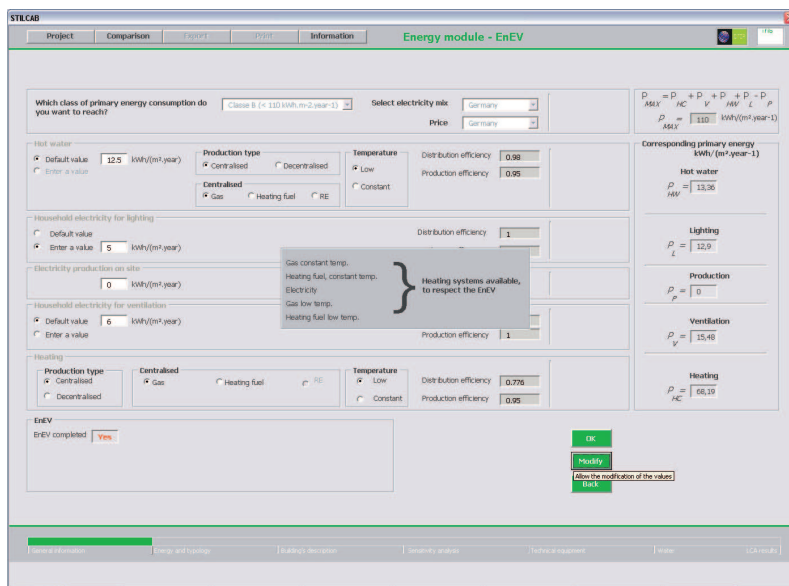 STILCAB
Project Comparison Export Print Information Energy module - EnEV
Which class of primary energy consumption do
you want to reach?
Classe B (< 110 kWh.m-2.year-1)
Select electricity mix Germany
Price Germany
P = P + P + P + P - P
MAX HC V HW L P
P = 110 kWh/(m².year-1)
MAX
Hot water
Default value 12.5 kWh/(m².year)
Enter a value
Production type
Centralised Decentralised
Centralised
Gas Heating fuel RE
Temperature
Low
Constant
Distribution efficiency 0.98
Production efficiency 0.95
Corresponding primary energy
kWh/(m².year-1)
Hot water
P = 13,36
HW
Household electricity for lighting
Default value
Enter a value 5 kWh/(m².year)
Distribution efficiency 1
Lighting
P = 12,9
L
Electricity production on site
0 kWh/(m².year)
Production
P = 0
P
Gas constant temp.
Heating fuel, constant temp.
Electricity
Gas low temp.
Heating fuel low temp.
Heating systems available,
to respect the EnEV
Household electricity for ventilation
Default value 6 kWh/(m².year)
Enter a value
Production efficiency 1
Ventilation
P = 15,48
V
Heating
Production type
Centralised
Decentralised
Centralised
Gas Heating fuel RE
Temperature
Low
Constant
Distribution efficiency 0.776
Production efficiency 0.95
Heating
P = 68,19
HC
EnEV
EnEV completed Yes
OK
Modify
Allow the modification of the values
Back
General information Energy and typology Building's description Sensitivity analysis Technical equipment Water LCA results